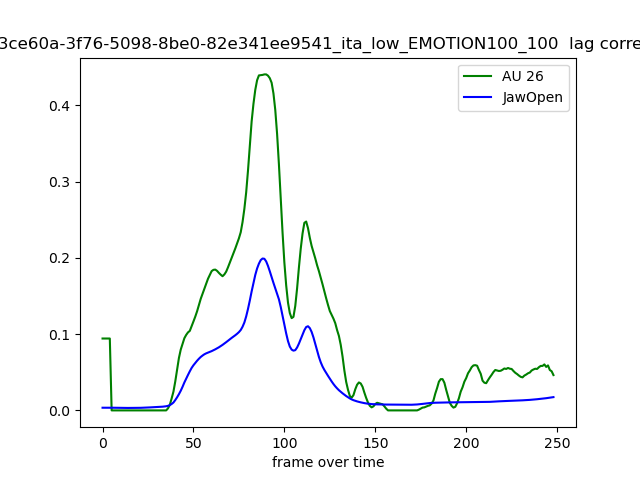 3ce60a-3f76-5098-8be0-82e341ee9541_ita_low_EMOTION100_100 lag corre
AU 26
JawOpen
0.4
0.3
0.2
0.1
0.0
0 50 100 150 200 250
frame over time